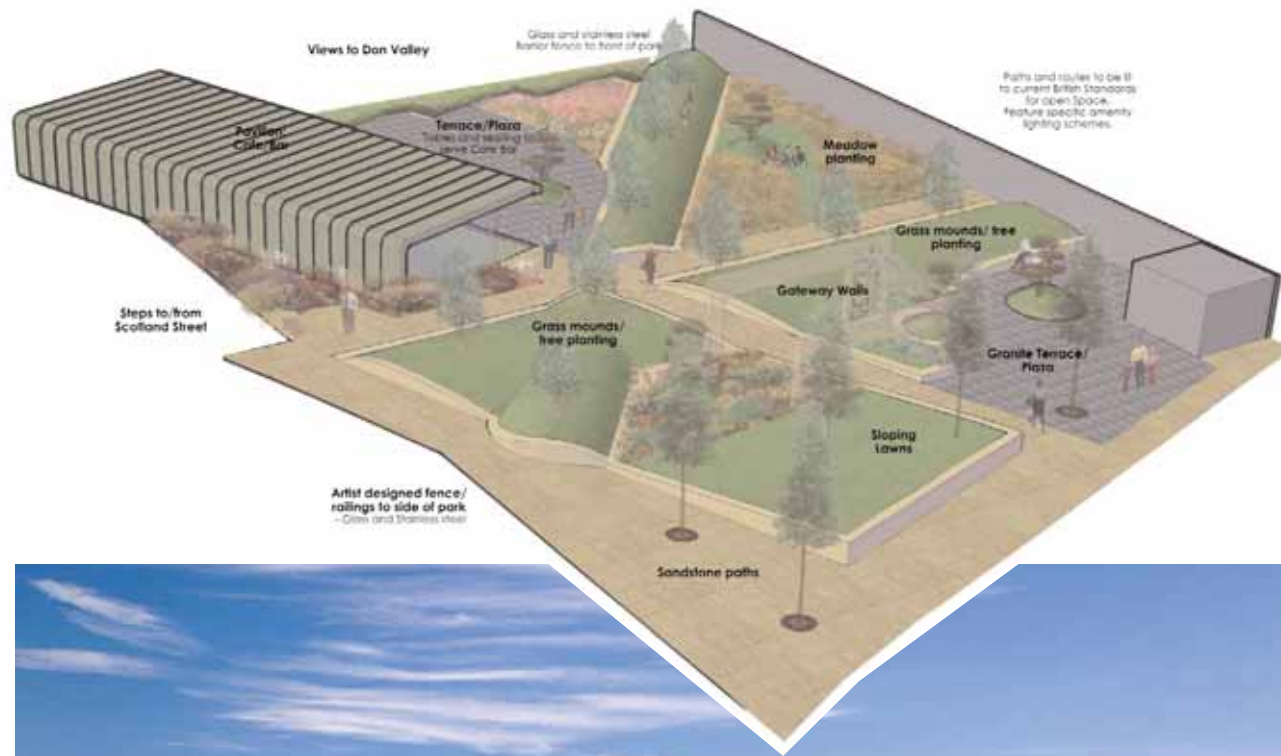 Views to Don Valley
Glass and stainless steel
Barrier fence to front of park
Paths and routes to be lit
to current British Standards
for open Space.
Feature specific amenity
lighting schemes.
Pavilion/
Cafe/Bar
Terrace/Plaza
Tables and seating to
serve Cafe Bar
Meadow
planting
Grass mounds/ tree
planting
Gateway Walls
Steps to/from
Scotland Street
Grass mounds/
tree planting
Granite Terrace/
Plaza
Sloping
Lawns
Artist designed fence/
railings to side of park
– Glass and Stainless steel
Sandstone paths